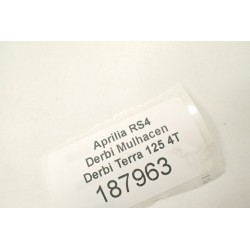 Aprilia RS4
Derbi Mulhacen
Derbi Terra 125 4T
187963